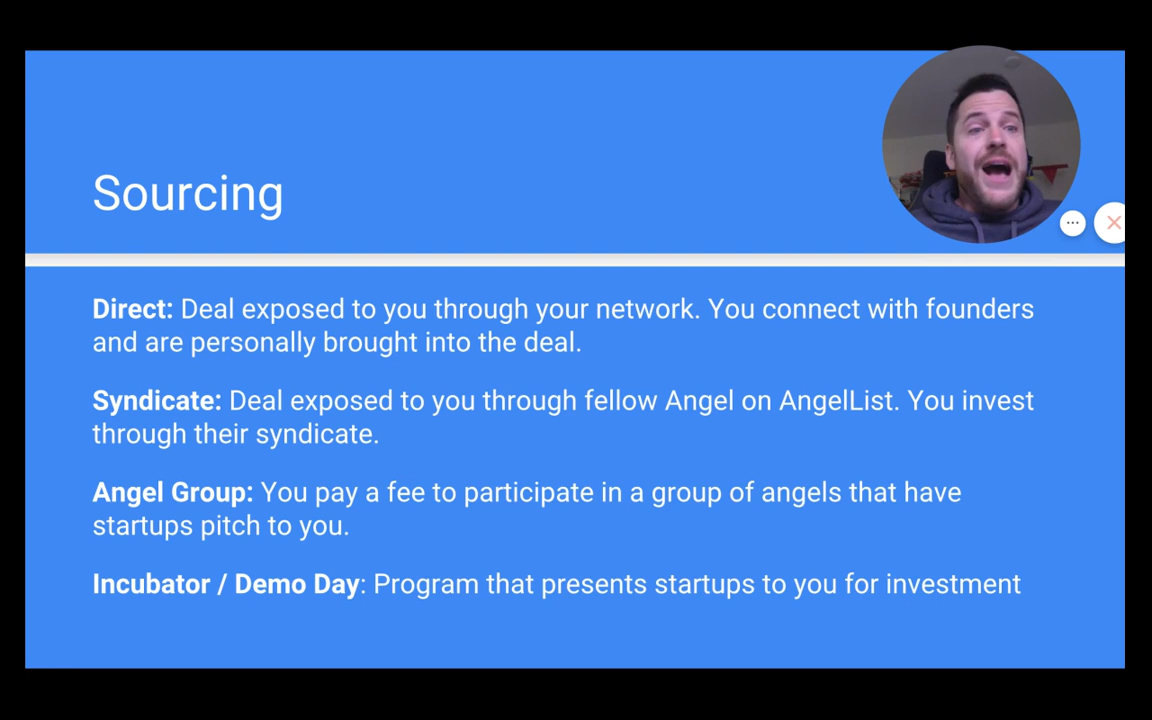 Sourcing
Direct: Deal exposed to you through your network. You connect with founders
and are personally brought into the deal.
Syndicate: Deal exposed to you through fellow Angel on AngelList. You invest
through their syndicate.
Angel Group: You pay a fee to participate in a group of angels that have
startups pitch to you.
Incubator / Demo Day: Program that presents startups to you for investment